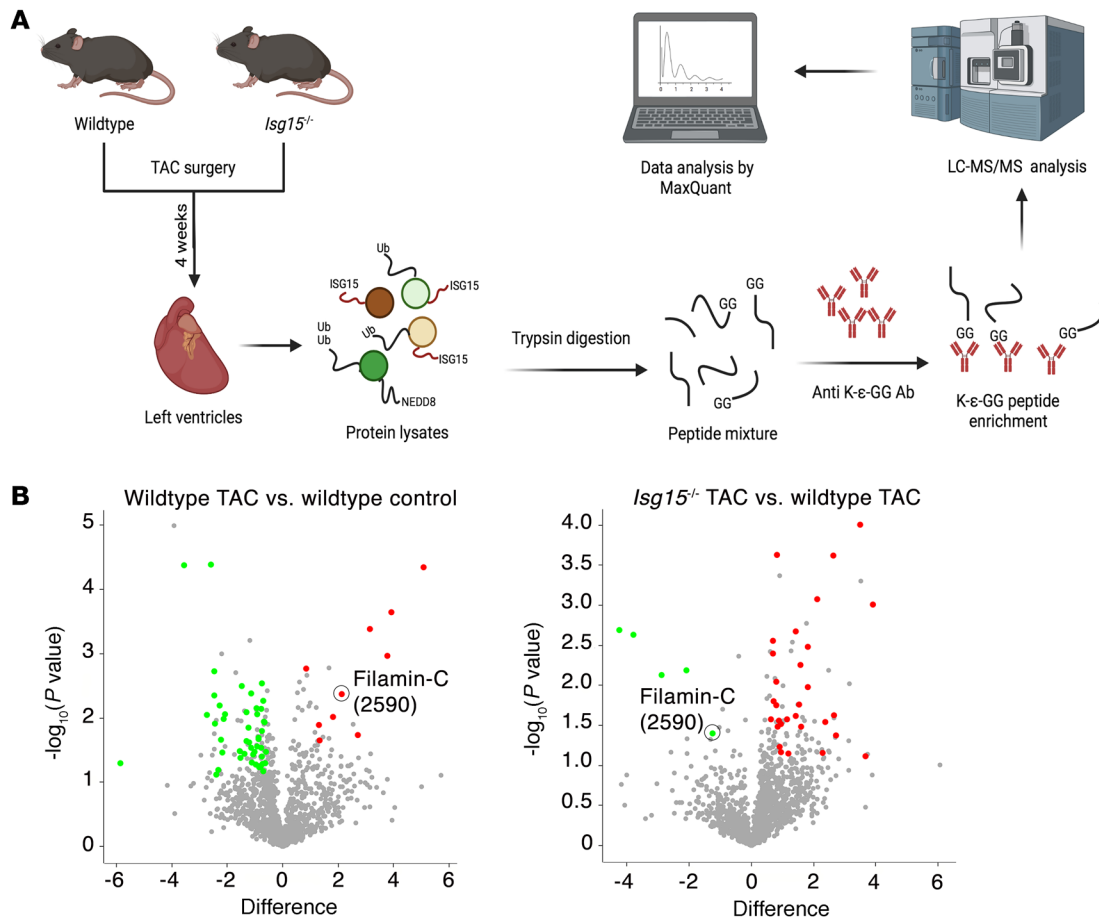 A
Wildtype
Isg15-/-
TAC surgery
4 weeks
Left ventricles
Ub
ISG15
ISG15
Ub
Ub
Ub
ISG15
NEDD8
Protein lysates
Trypsin digestion
GG
GG
GG
Peptide mixture
Anti K-ε-GG Ab
GG
GG
GG
K-ε-GG peptide
enrichment
LC-MS/MS analysis
0 1 2 3 4
Data analysis by
MaxQuant
B
Wildtype TAC vs. wildtype control
5
4
3
2
1
0
-log10(P value)
Filamin-C
(2590)
-6 -4 -2 0 2 4 6
Difference
Isg15-/- TAC vs. wildtype TAC
4.0
3.5
3.0
2.5
2.0
1.5
1.0
0.5
0
-log10(P value)
Filamin-C
(2590)
-4 -2 0 2 4 6
Difference